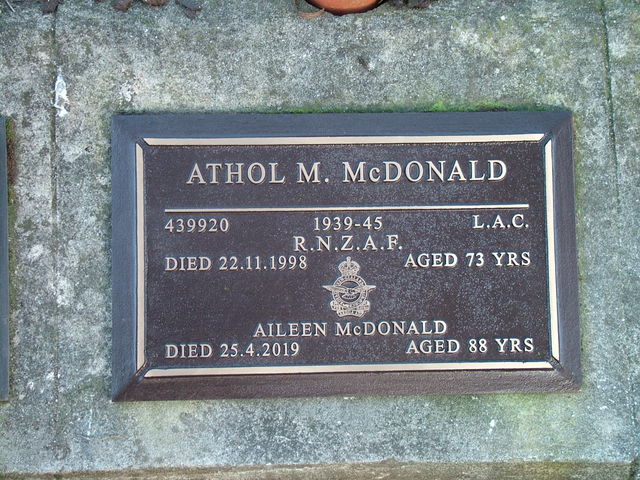 ATHOL M. McDONALD
439920 1939-45 L.A.C.
R.N.Z.A.F.
DIED 22.11.1998 AGED 73 YRS
AILEEN McDONALD
DIED 25.4.2019 AGED 88 YRS